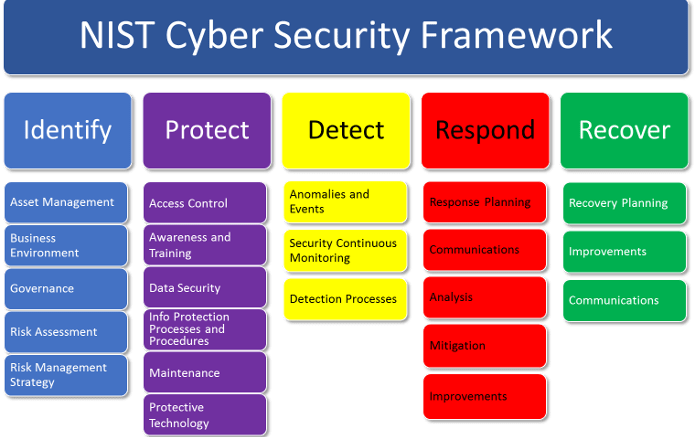 NIST Cyber Security Framework
Identify
Protect
Detect
Respond
Recover
Asset Management
Business
Environment
Governance
Risk Assessment
Risk Management
Strategy
Access Control
Awareness and
Training
Data Security
Info Protection
Processes and
Procedures
Maintenance
Protective
Technology
Anomalies and
Events
Security Continuous
Monitoring
Detection Processes
Response Planning
Communications
Analysis
Mitigation
Improvements
Recovery Planning
Improvements
Communications